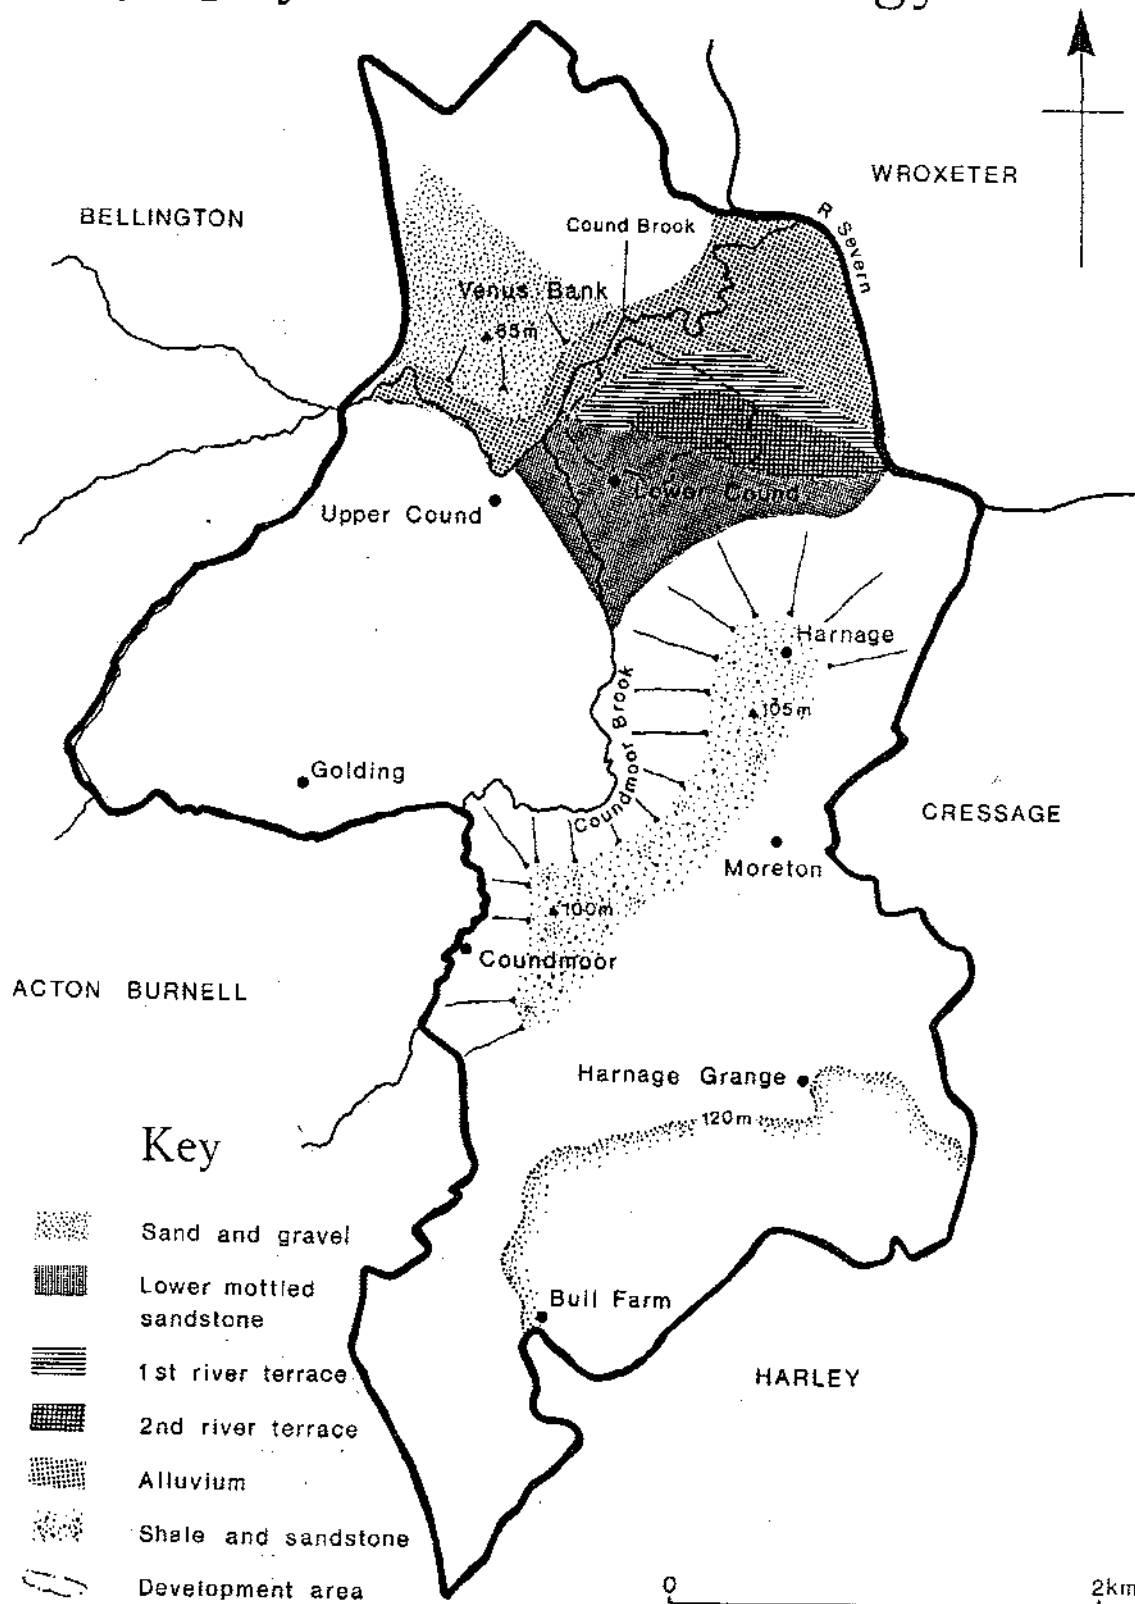 WROXETER
BELLINGTON
Cound Brook
R Severn
Venus Bank
85m
Lower Cound
Upper Cound
Harnage
105m
Coundmoor Brook
Golding
CRESSAGE
Moreton
100m
Coundmoor
ACTON BURNELL
Harnage Grange
120m
Key
Sand and gravel
Lower mottled
sandstone
1st river terrace
2nd river terrace
Alluvium
Shale and sandstone
Development area
Bull Farm
HARLEY
0
2km